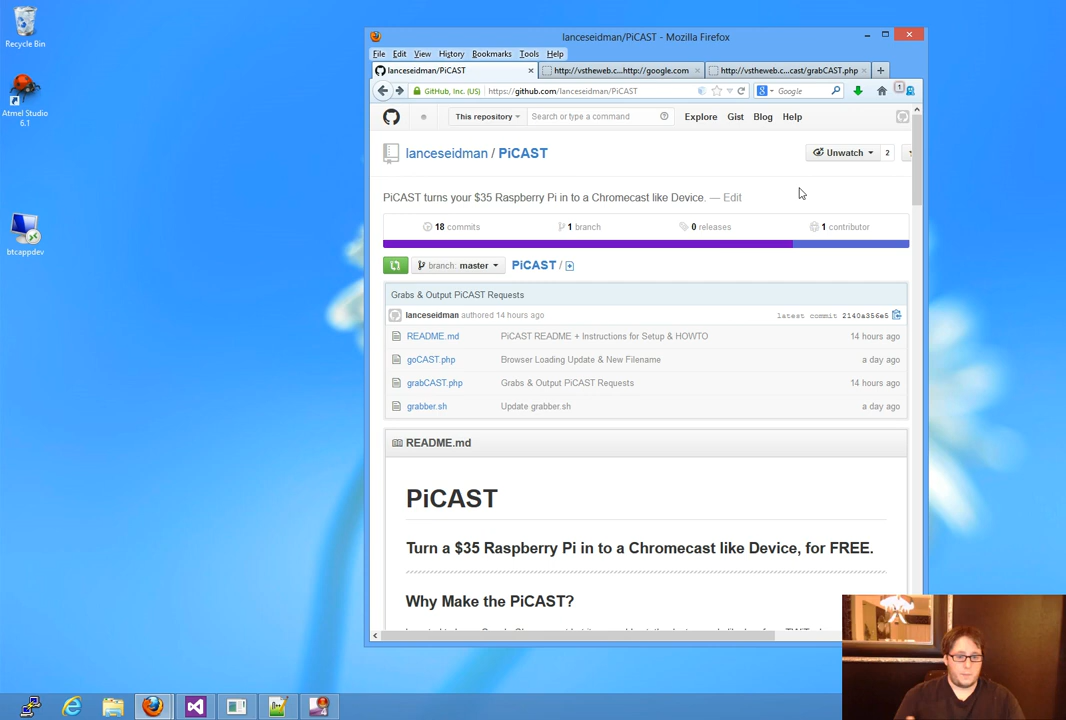 Recycle Bin
Atmel Studio
6.1
btcappdev
lanceseidman/PiCAST - Mozilla Firefox
File Edit View History Bookmarks Tools Help
lanceseidman/PiCAST × http://vstheweb.c...http://google.com × http://vstheweb.c...cast/grabCAST.php × +
GitHub, Inc. (US) https://github.com/lanceseidman/PiCAST Google 1
This repository Search or type a command Explore Gist Blog Help
lanceseidman / PiCAST Unwatch 2
PiCAST turns your $35 Raspberry Pi in to a Chromecast like Device. — Edit
18 commits 1 branch 0 releases 1 contributor
branch: master PiCAST /
Grabs & Output PiCAST Requests
lanceseidman authored 14 hours ago latest commit 2140a356e5
README.md PiCAST README + Instructions for Setup & HOWTO 14 hours ago
goCAST.php Browser Loading Update & New Filename a day ago
grabCAST.php Grabs & Output PiCAST Requests 14 hours ago
grabber.sh Update grabber.sh a day ago
README.md
PiCAST
Turn a $35 Raspberry Pi in to a Chromecast like Device, for FREE.
Why Make the PiCAST?